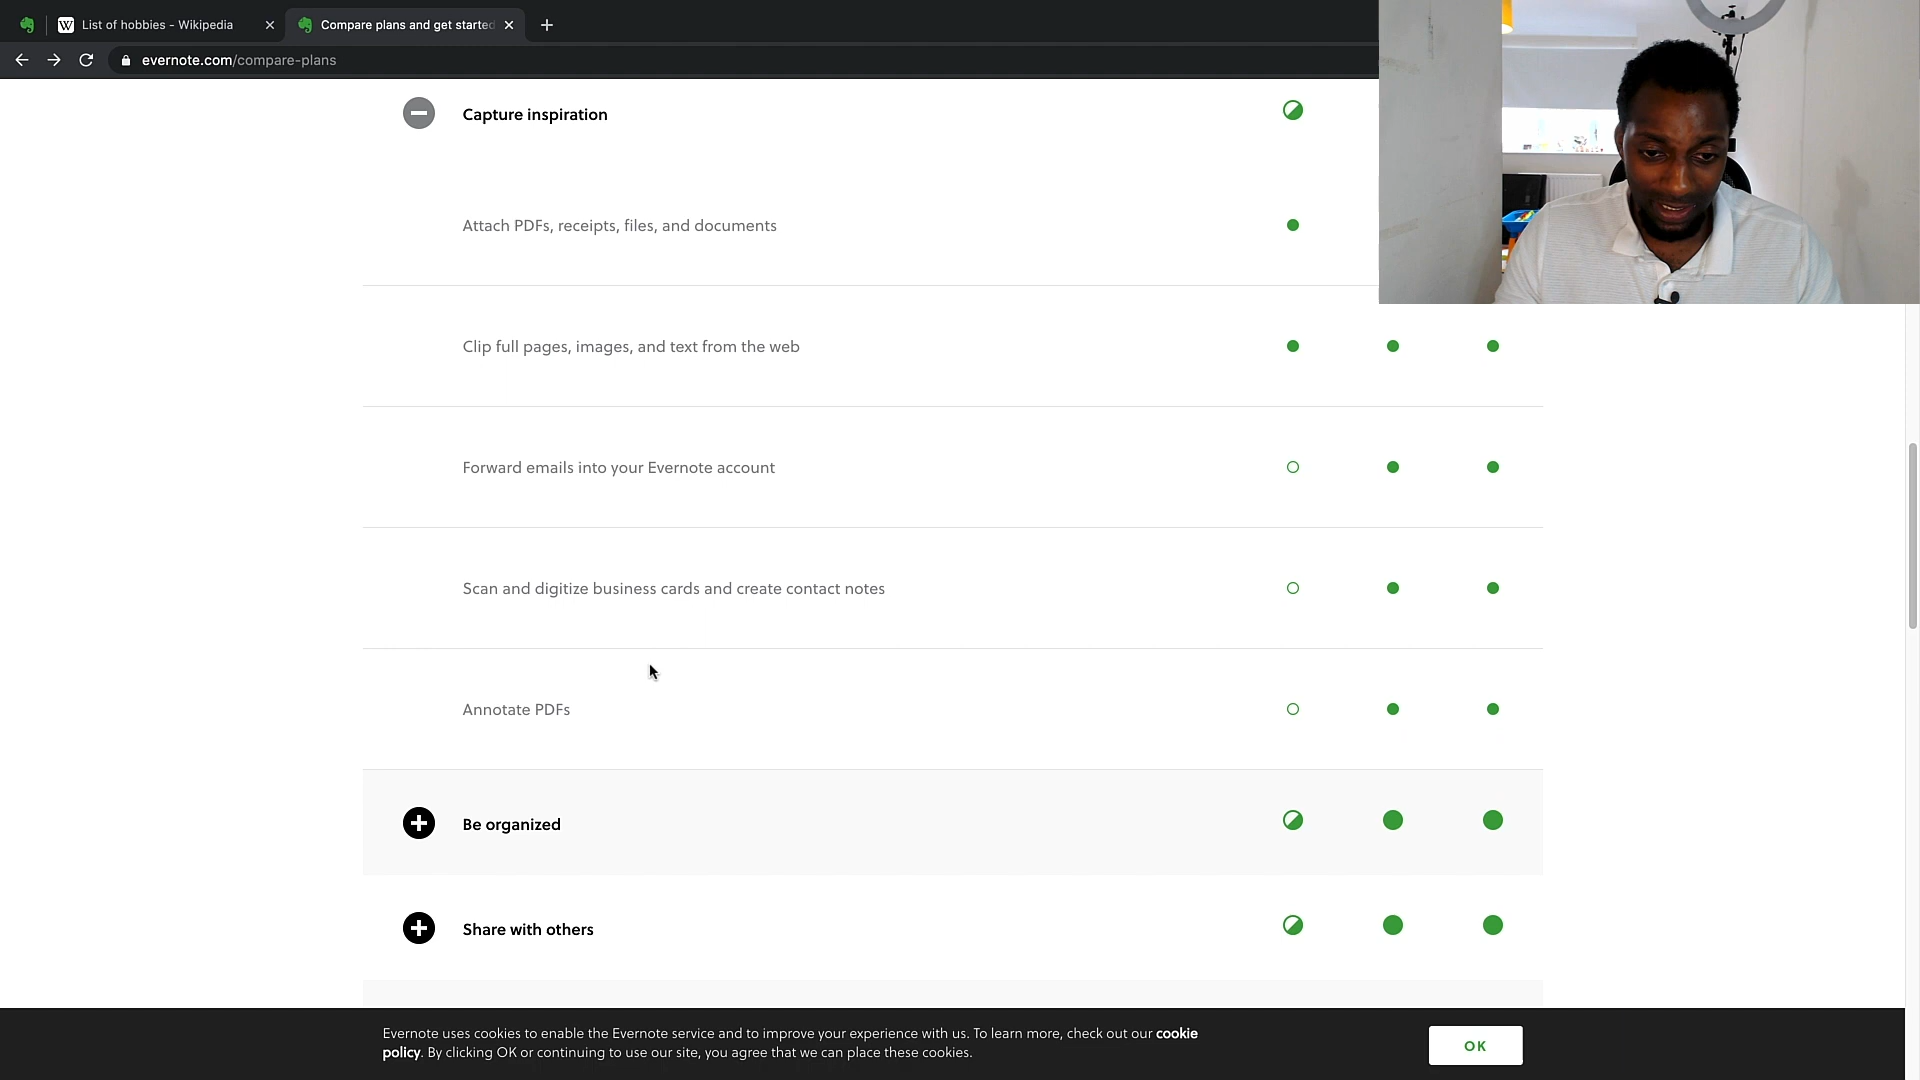 List of hobbies - Wikipedia
Compare plans and get started
evernote.com/compare-plans
Capture inspiration
Attach PDFs, receipts, files, and documents
Clip full pages, images, and text from the web
Forward emails into your Evernote account
Scan and digitize business cards and create contact notes
Annotate PDFs
Be organized
Share with others
Evernote uses cookies to enable the Evernote service and to improve your experience with us. To learn more, check out our cookie
policy. By clicking OK or continuing to use our site, you agree that we can place these cookies.
OK